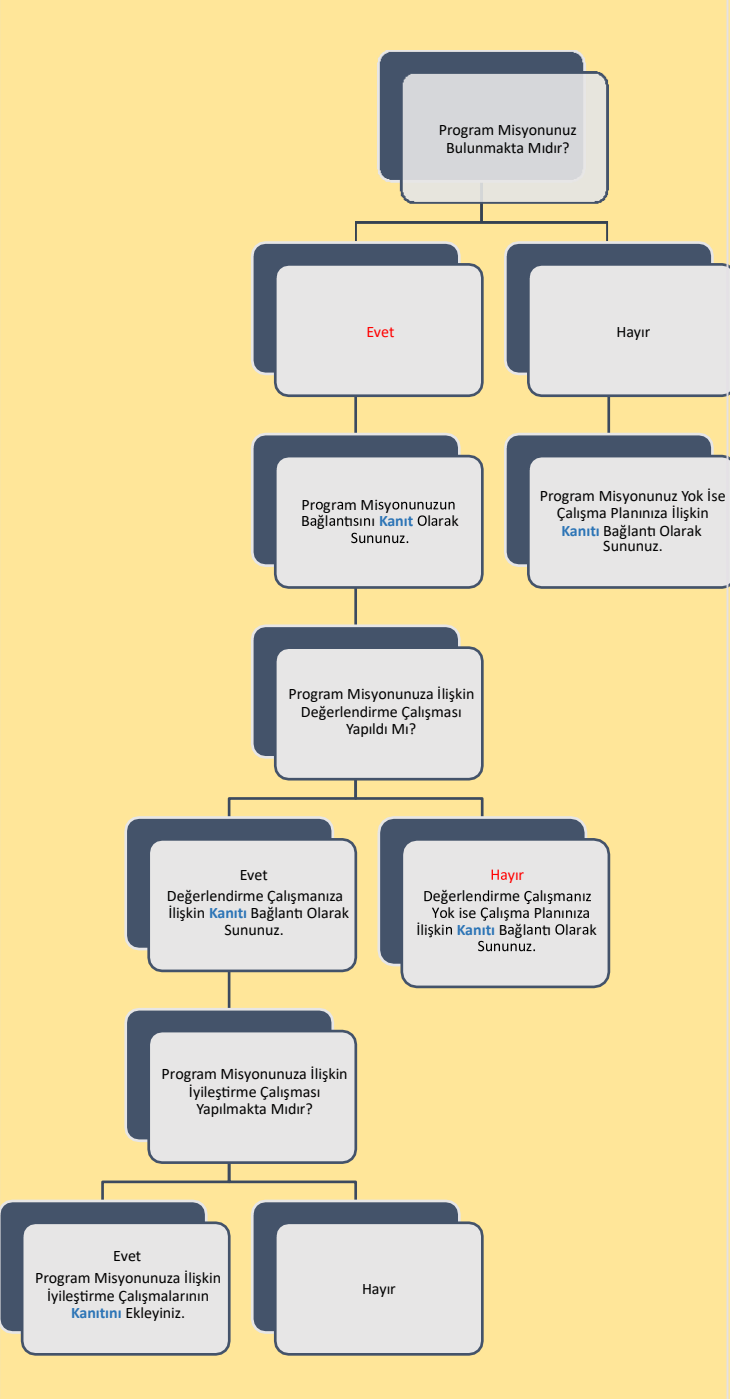 Program Misyonunuz
Bulunmakta Mıdır?
Evet
Hayır
Program Misyonunuzun
Bağlantısını Kanıt Olarak
Sununuz.
Program Misyonunuz Yok İse
Çalışma Planınıza İlişkin
Kanıtı Bağlantı Olarak
Sununuz.
Program Misyonunuza İlişkin
Değerlendirme Çalışması
Yapıldı Mı?
Evet
Değerlendirme Çalışmanıza
İlişkin Kanıtı Bağlantı Olarak
Sununuz.
Hayır
Değerlendirme Çalışmanız
Yok ise Çalışma Planınıza
İlişkin Kanıtı Bağlantı Olarak
Sununuz.
Program Misyonunuza İlişkin
İyileştirme Çalışması
Yapılmakta Mıdır?
Evet
Program Misyonunuza İlişkin
İyileştirme Çalışmalarının
Kanıtını Ekleyiniz.
Hayır